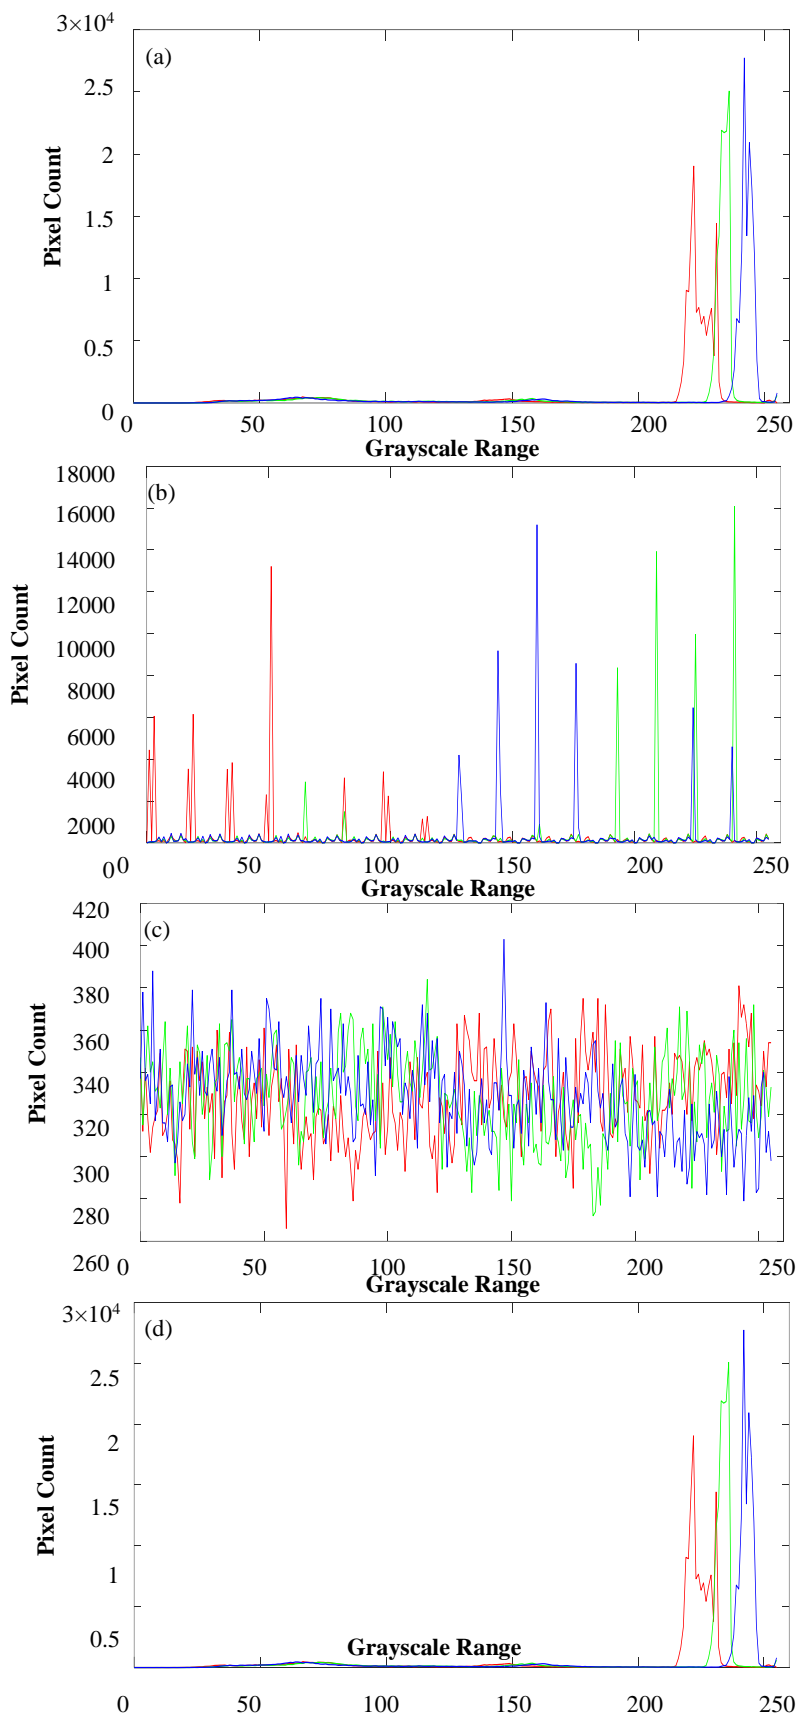 3×10⁴
(a)
2.5
2
1.5
1
0.5
0
Pixel Count
50 100 150 200 250
Grayscale Range
18000
(b)
16000
14000
12000
10000
8000
6000
4000
2000
0
Pixel Count
0 50 100 150 200 250
Grayscale Range
420
(c)
400
380
360
340
320
300
280
260
Pixel Count
0 50 100 150 200 250
Grayscale Range
3×10⁴
(d)
2.5
2
1.5
1
0.5
Pixel Count
Grayscale Range
0 50 100 150 200 250